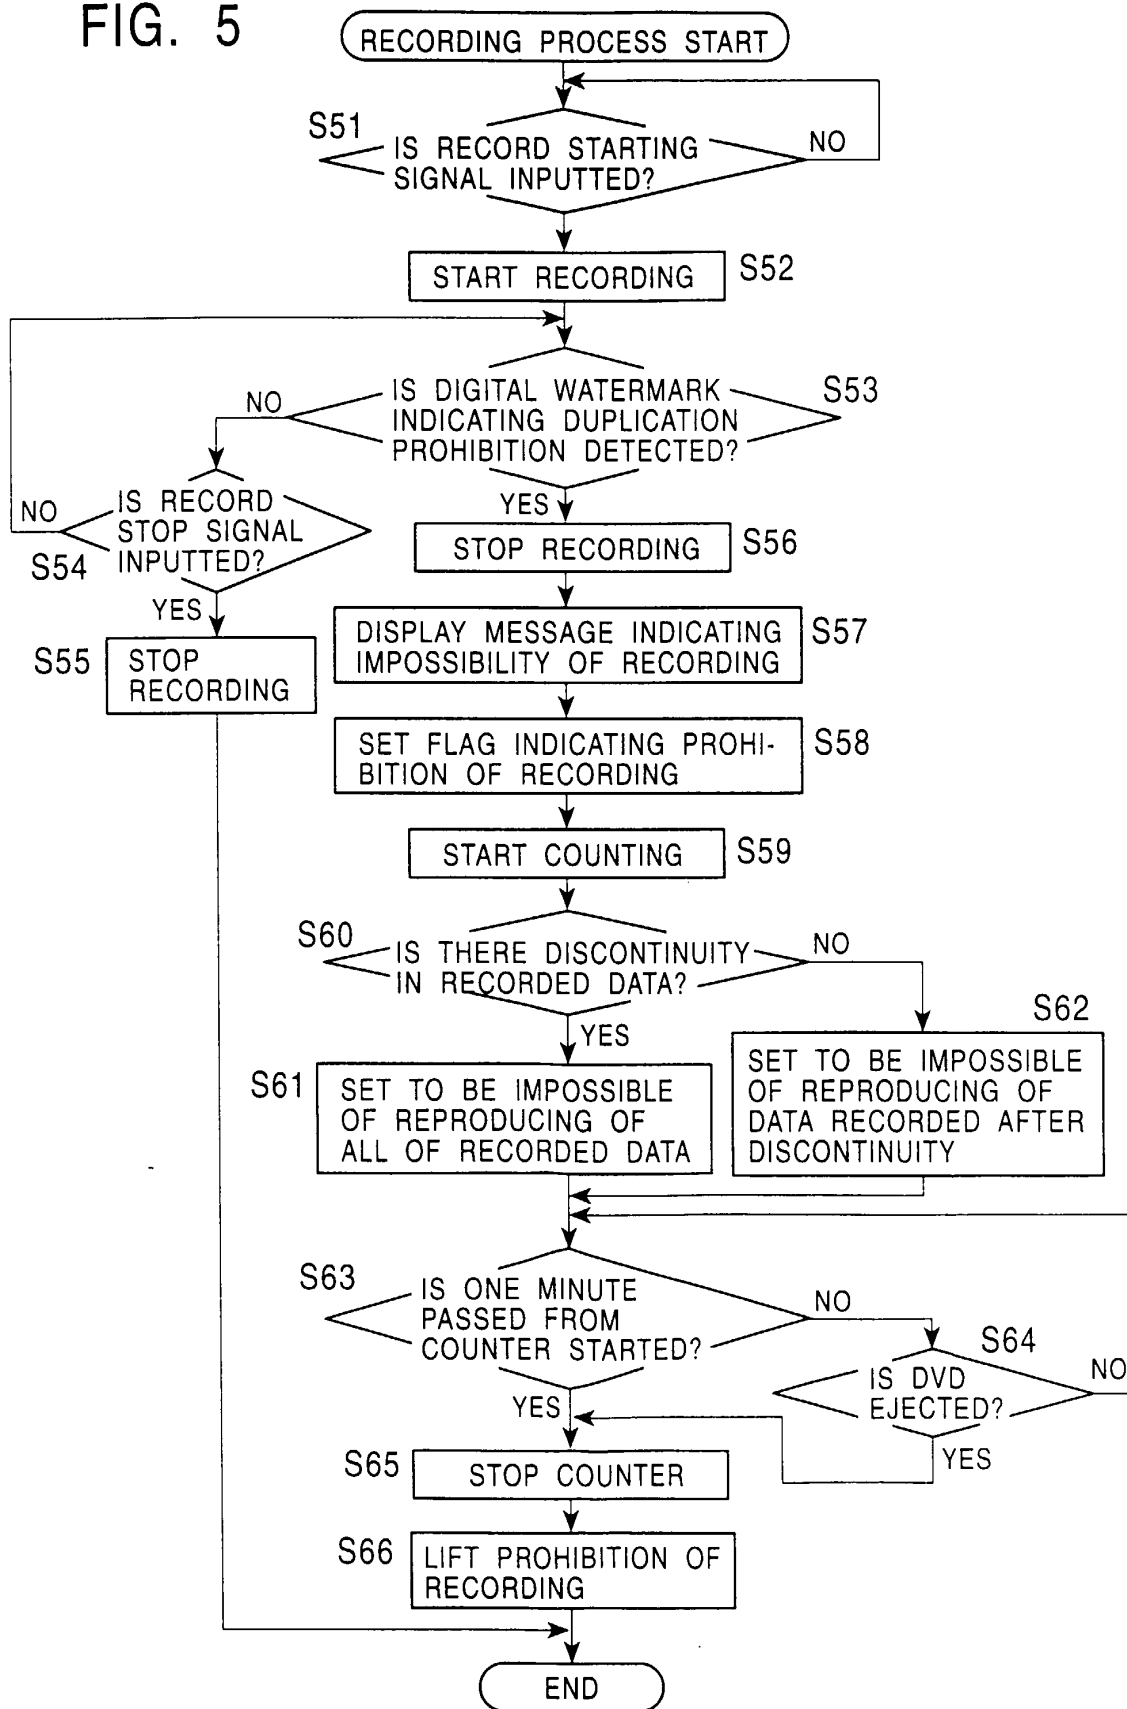 FIG. 5
RECORDING PROCESS START
S51
IS RECORD STARTING
SIGNAL INPUTTED?
NO
START RECORDING
S52
IS DIGITAL WATERMARK
INDICATING DUPLICATION
PROHIBITION DETECTED?
S53
NO
YES
IS RECORD
STOP SIGNAL
INPUTTED?
NO
S54
YES
S55
STOP
RECORDING
STOP RECORDING
S56
DISPLAY MESSAGE INDICATING
IMPOSSIBILITY OF RECORDING
S57
SET FLAG INDICATING PROHI-
BITION OF RECORDING
S58
START COUNTING
S59
S60
IS THERE DISCONTINUITY
IN RECORDED DATA?
NO
YES
S61
SET TO BE IMPOSSIBLE
OF REPRODUCING OF
ALL OF RECORDED DATA
S62
SET TO BE IMPOSSIBLE
OF REPRODUCING OF
DATA RECORDED AFTER
DISCONTINUITY
S63
IS ONE MINUTE
PASSED FROM
COUNTER STARTED?
NO
YES
S64
IS DVD
EJECTED?
NO
YES
S65
STOP COUNTER
S66
LIFT PROHIBITION OF
RECORDING
END